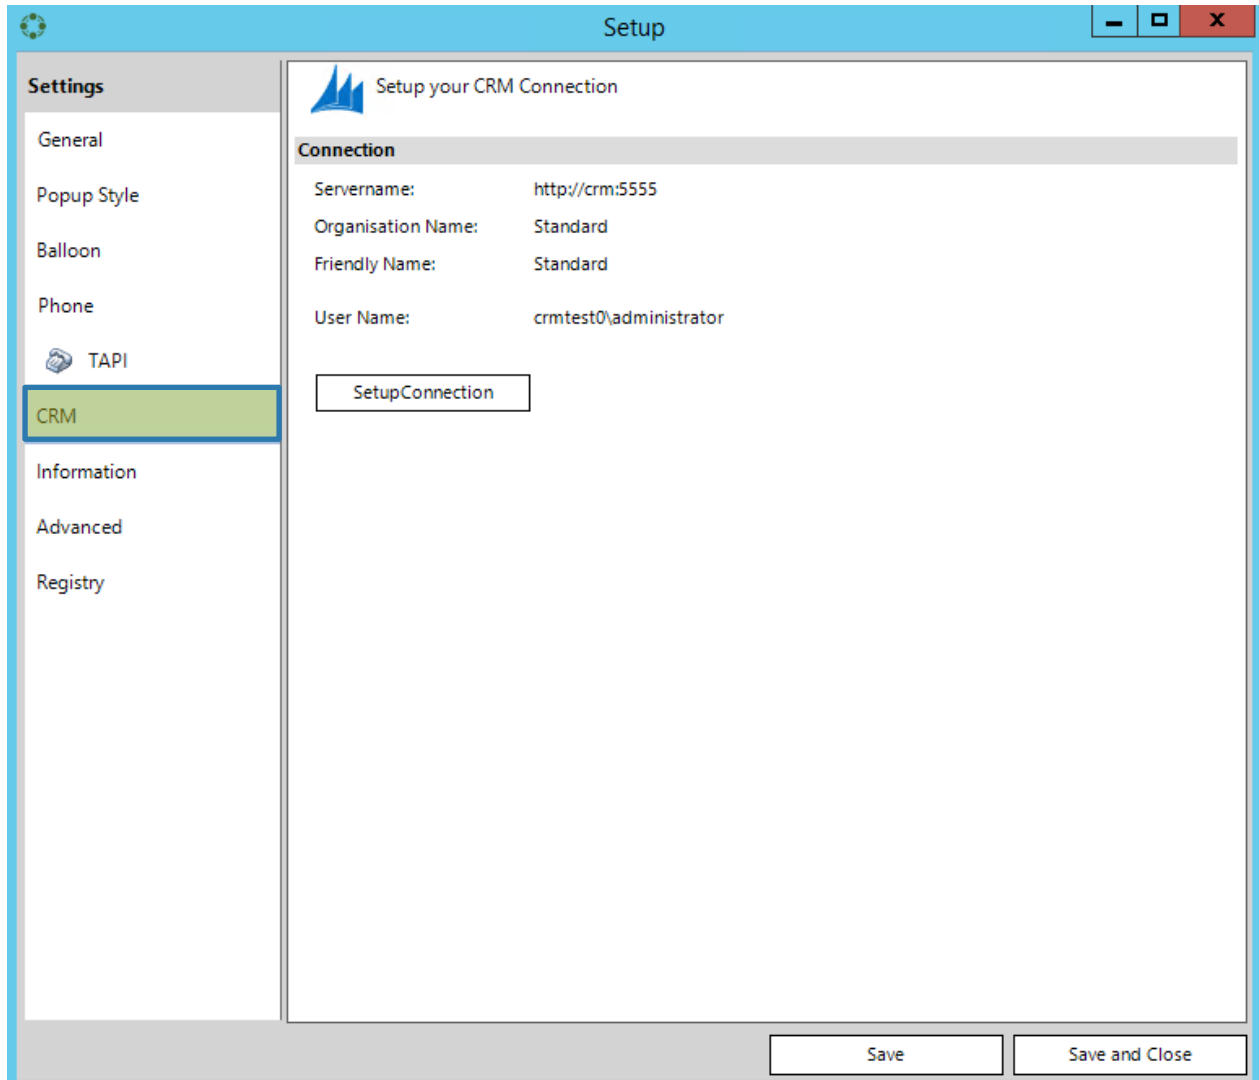 Setup
X
Settings
General
Popup Style
Balloon
Phone
TAPI
CRM
Information
Advanced
Registry
Setup your CRM Connection
Connection
Servername: http://crm:5555
Organisation Name: Standard
Friendly Name: Standard
User Name: crmtest0\administrator
SetupConnection
Save
Save and Close